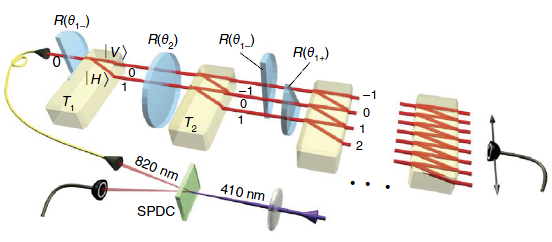 R(θ₁₋)
|V⟩
R(θ₂)
R(θ₁₋)
R(θ₁₊)
0
|H⟩
0
1
T₁
−1
0
1
T₂
−1
0
1
2
820 nm
410 nm
SPDC
• • •